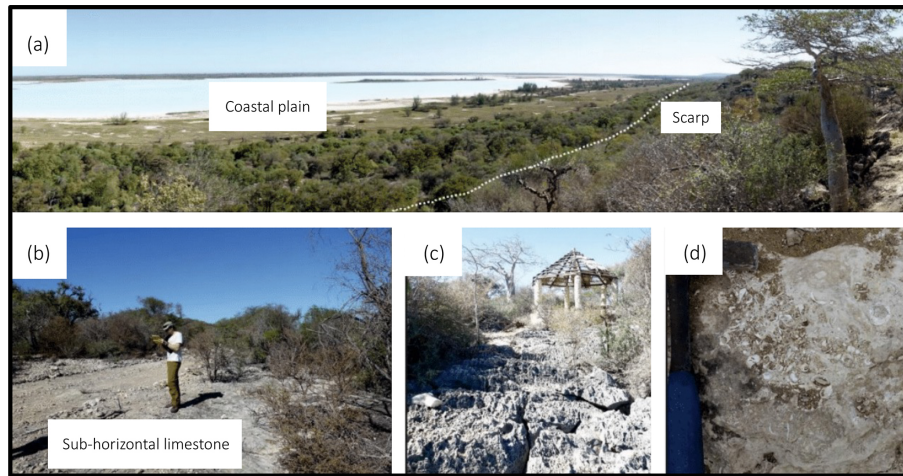 (a)
Coastal plain
Scarp
(b)
Sub-horizontal limestone
(c)
(d)